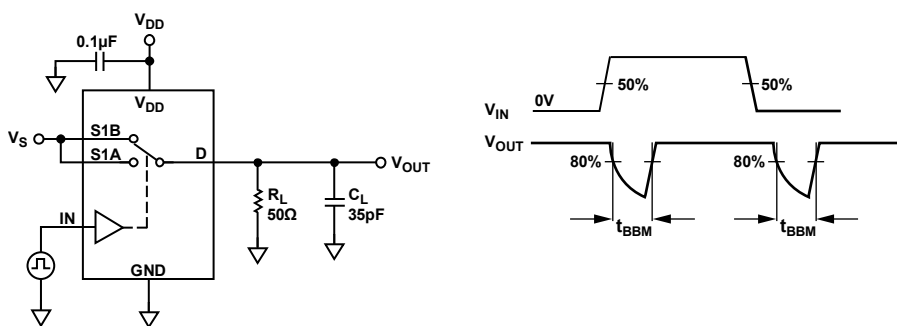 VDD
0.1µF
VDD
VS
S1B
S1A
D
VOUT
IN
RL
50Ω
CL
35pF
GND
VIN
0V
50%
50%
VOUT
80%
80%
tBBM
tBBM